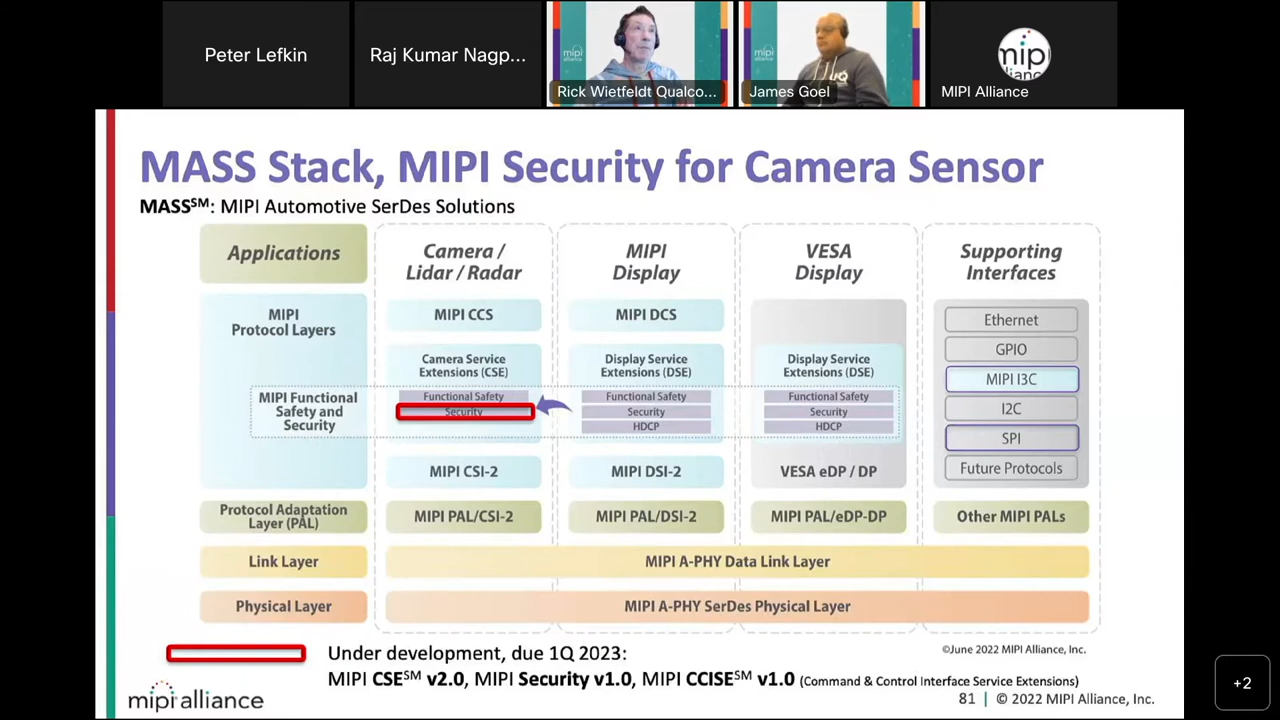 Peter Lefkin
Raj Kumar Nagp...
mipi
Rick Wietfeldt Qualco...
mipi
James Goel
mipi
alliance
MIPI Alliance
MASS Stack, MIPI Security for Camera Sensor
MASS℠: MIPI Automotive SerDes Solutions
Applications
Camera /
Lidar / Radar
MIPI
Display
VESA
Display
Supporting
Interfaces
MIPI
Protocol Layers
MIPI CCS
MIPI DCS
Ethernet
GPIO
Camera Service
Extensions (CSE)
Display Service
Extensions (DSE)
Display Service
Extensions (DSE)
MIPI I3C
MIPI Functional
Safety and
Security
Functional Safety
Security
Functional Safety
Security
HDCP
Functional Safety
Security
HDCP
I2C
SPI
MIPI CSI-2
MIPI DSI-2
VESA eDP / DP
Future Protocols
Protocol Adaptation
Layer (PAL)
MIPI PAL/CSI-2
MIPI PAL/DSI-2
MIPI PAL/eDP-DP
Other MIPI PALs
Link Layer
MIPI A-PHY Data Link Layer
Physical Layer
MIPI A-PHY SerDes Physical Layer
Under development, due 1Q 2023:
©June 2022 MIPI Alliance, Inc.
MIPI CSE℠ v2.0, MIPI Security v1.0, MIPI CCISE℠ v1.0 (Command & Control Interface Service Extensions)
mipi alliance
81 | © 2022 MIPI Alliance, Inc.
+2